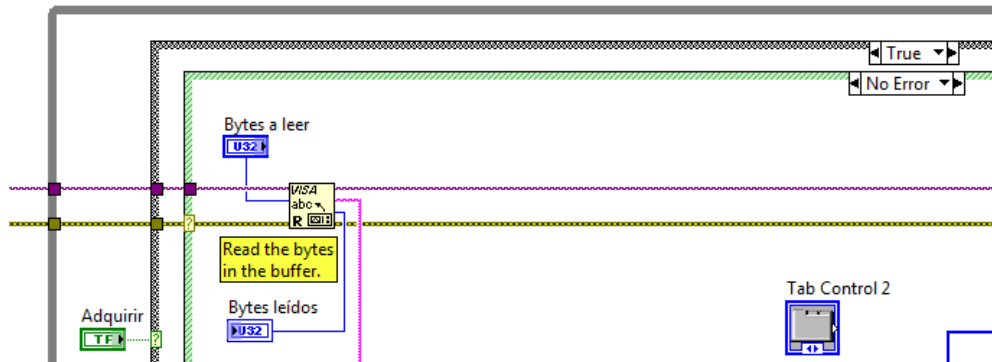 True
No Error
Bytes a leer
U32
VISA
abc
R
Read the bytes
in the buffer.
Bytes leídos
U32
Adquirir
TF
?
?
Tab Control 2